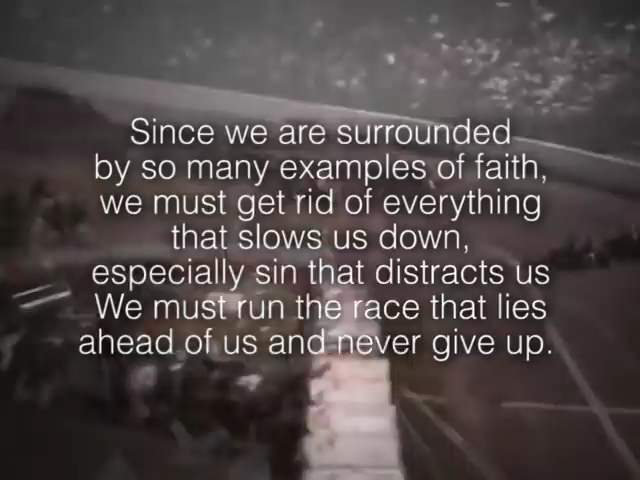 Since we are surrounded
by so many examples of faith,
we must get rid of everything
that slows us down,
especially sin that distracts us
We must run the race that lies
ahead of us and never give up.